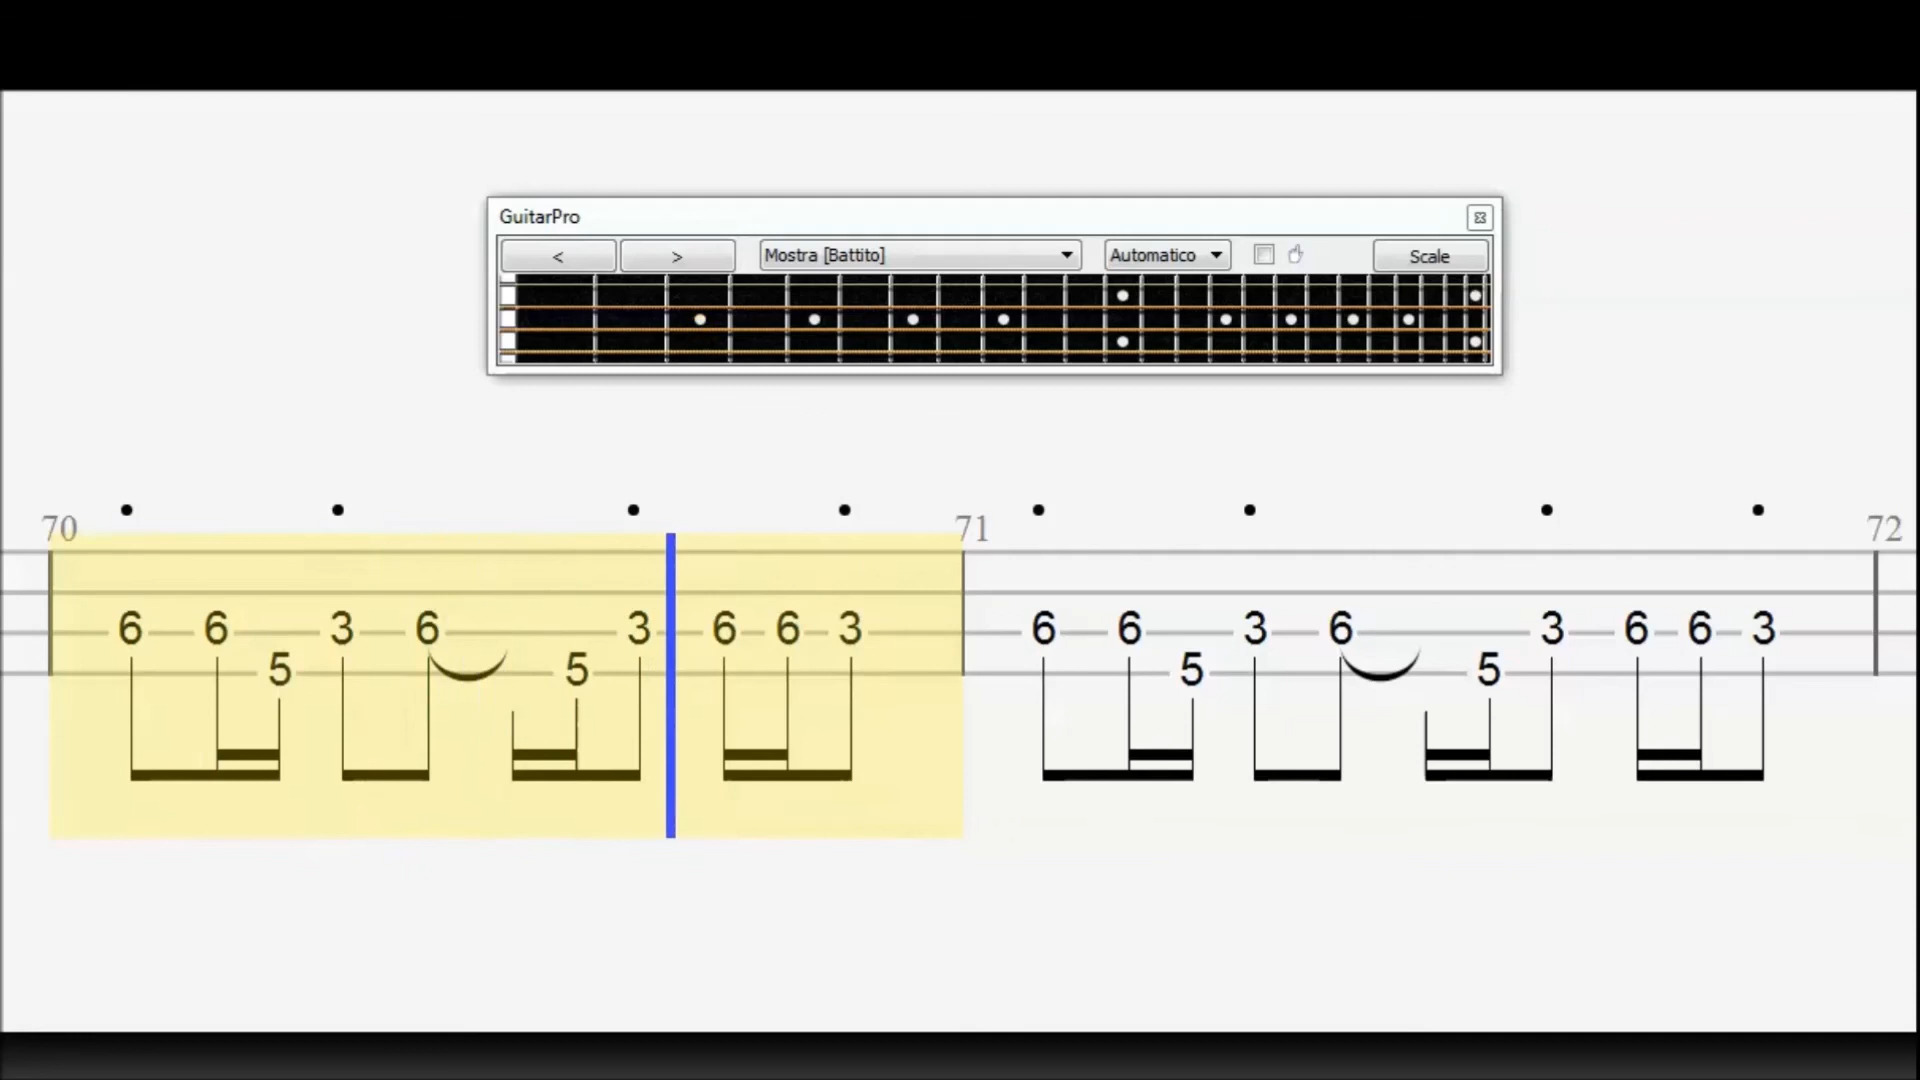 GuitarPro
< > Mostra [Battito] Automatico Scale
70 71 72
6 6 3 6 3 6 6 3 6 6 3 6 3 6 6 3
5 5 5 5